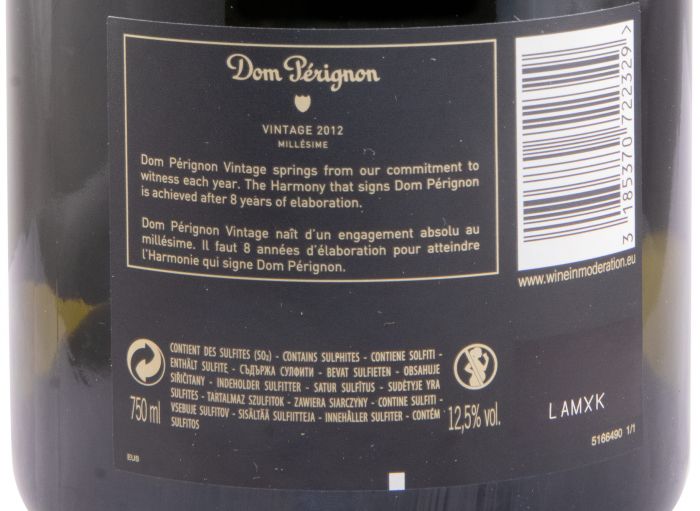 Dom Pérignon
VINTAGE 2012
MILLÉSIME
Dom Pérignon Vintage springs from our commitment to
witness each year. The Harmony that signs Dom Pérignon
is achieved after 8 years of elaboration.
Dom Pérignon Vintage naît d'un engagement absolu au
millésime. Il faut 8 années d'élaboration pour atteindre
l'Harmonie qui signe Dom Pérignon.
3 185370 722329>
www.wineinmoderation.eu
CONTIENT DES SULFITES (SO₂) - CONTAINS SULPHITES - CONTIENE SOLFITI -
ENTHÄLT SULFITE - СЪДЪРЖА СУЛФИТИ - BEVAT SULFIETEN - OBSAHUJE
SIŘIČITANY - INDEHOLDER SULFITTER - SATUR SULFĪTUS - SUDĖTYJE YRA
SULFITES - TARTALMAZ SZULFITOK - ZAWIERA SIARCZYNY - CONTINE SULFITI -
VSEBUJE SULFITOV - SISÄLTÄÄ SULFIITTEJA - INNEHÅLLER SULFITER - CONTÉM
SULFITOS
750 ml
12,5% vol.
LAMXK
5166490 1/1
EUB